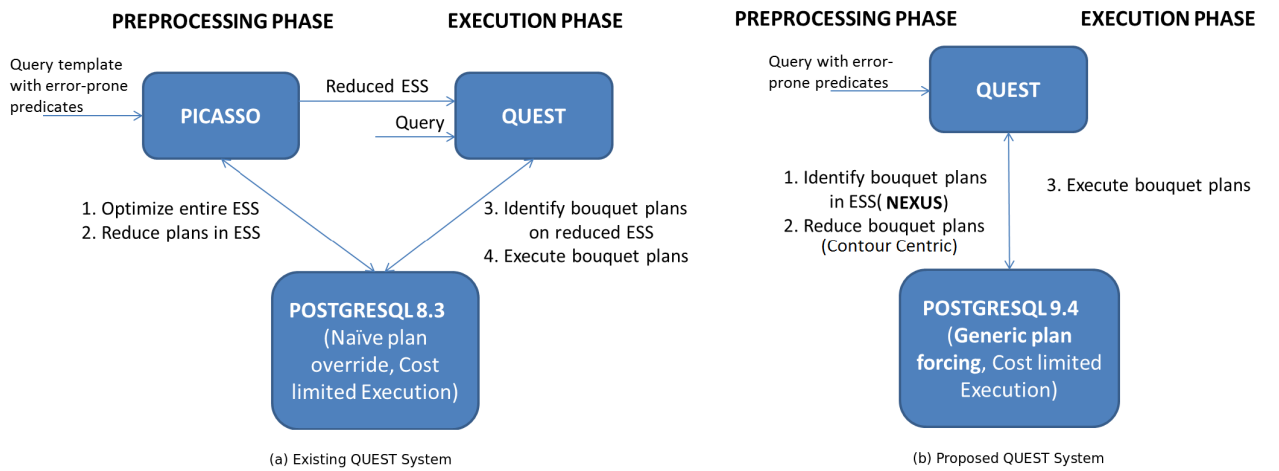 PREPROCESSING PHASE
EXECUTION PHASE
Query template
with error-prone
predicates
PICASSO
Reduced ESS
Query
QUEST
1. Optimize entire ESS
2. Reduce plans in ESS
3. Identify bouquet plans
on reduced ESS
4. Execute bouquet plans
POSTGRESQL 8.3
(Naïve plan
override, Cost
limited Execution)
(a) Existing QUEST System
PREPROCESSING PHASE
EXECUTION PHASE
Query with error-
prone predicates
QUEST
1. Identify bouquet plans
in ESS( NEXUS)
2. Reduce bouquet plans
(Contour Centric)
3. Execute bouquet plans
POSTGRESQL 9.4
(Generic plan
forcing, Cost limited
Execution)
(b) Proposed QUEST System